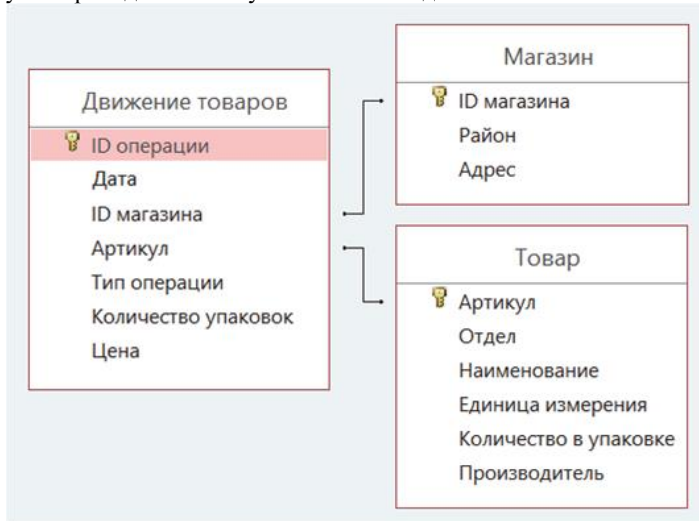 Движение товаров
ID операции
Дата
ID магазина
Артикул
Тип операции
Количество упаковок
Цена
Магазин
ID магазина
Район
Адрес
Товар
Артикул
Отдел
Наименование
Единица измерения
Количество в упаковке
Производитель